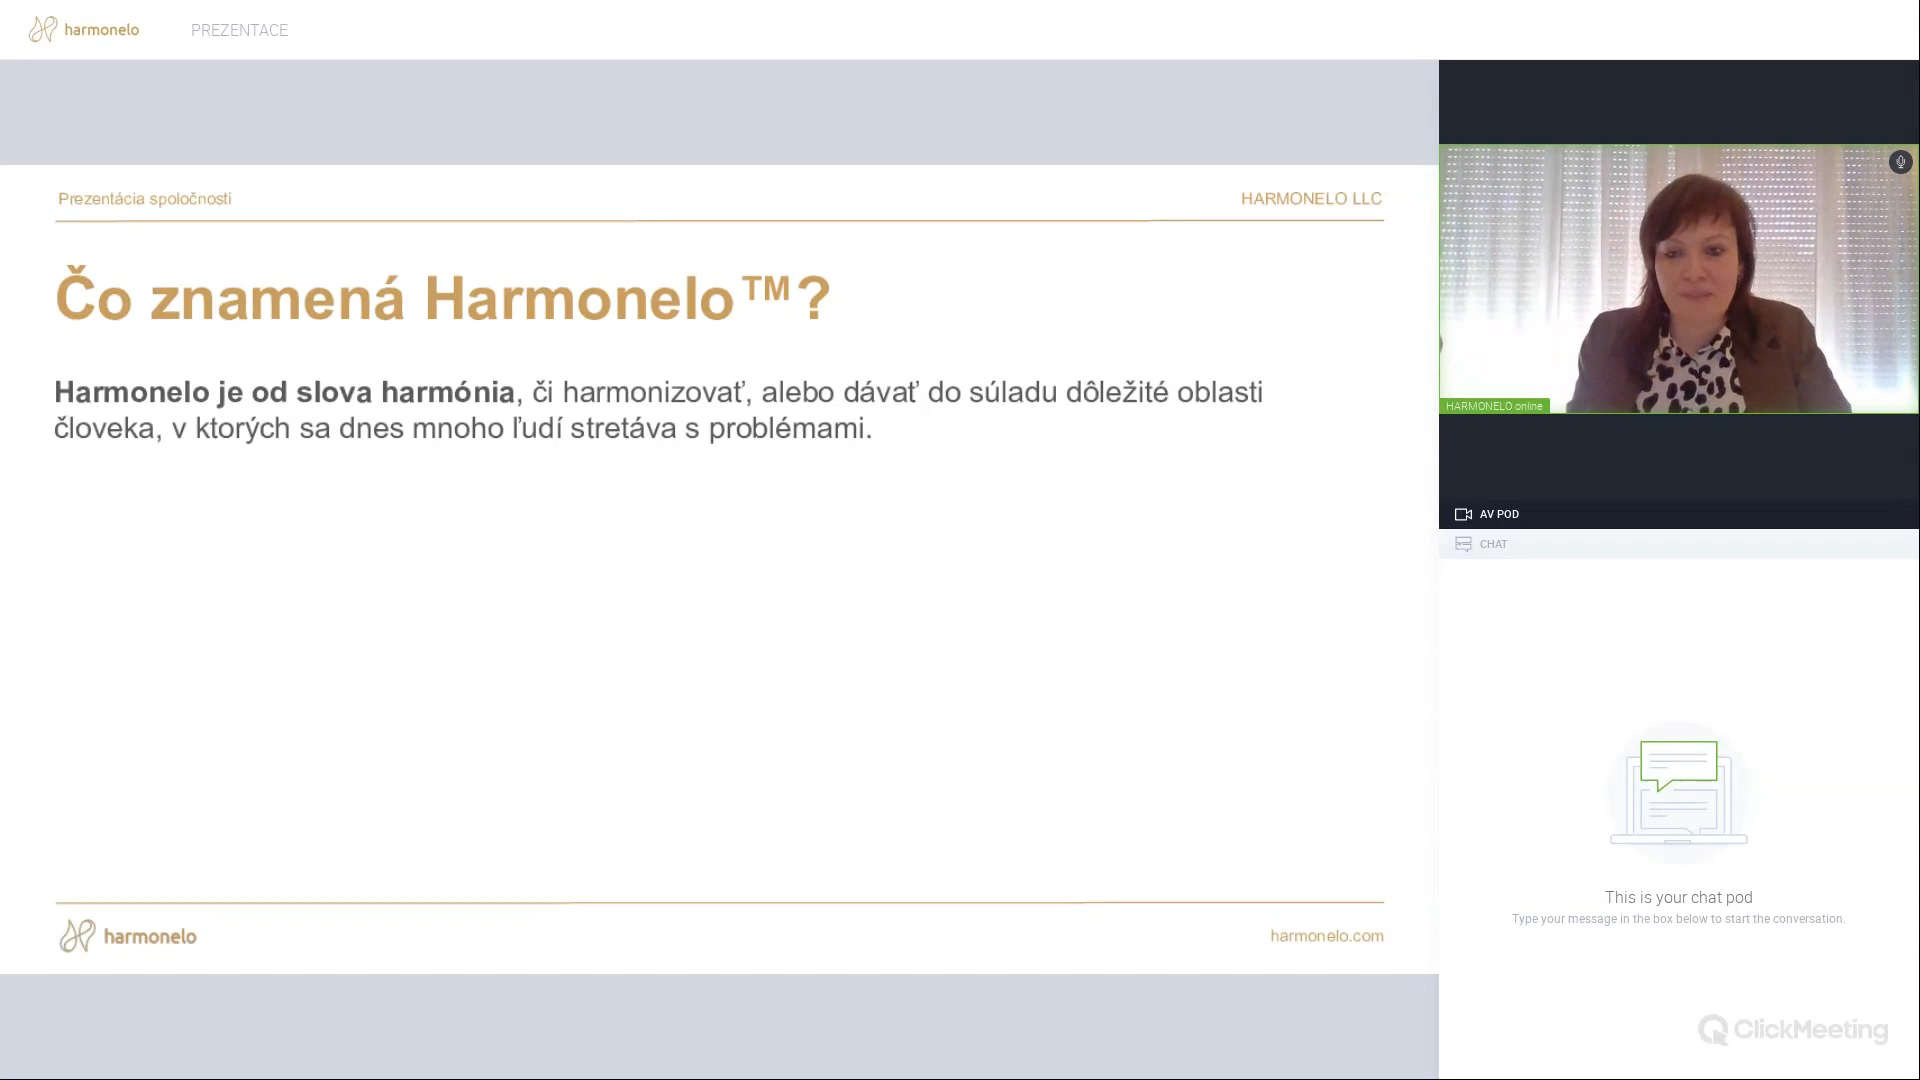 harmonelo
PREZENTACE
Prezentácia spoločnosti
HARMONELO LLC
Čo znamená Harmonelo™?
Harmonelo je od slova harmónia, či harmonizovať, alebo dávať do súladu dôležité oblasti
človeka, v ktorých sa dnes mnoho ľudí stretáva s problémami.
harmonelo
harmonelo.com
HARMONELO online
AV POD
CHAT
This is your chat pod
Type your message in the box below to start the conversation.
ClickMeeting